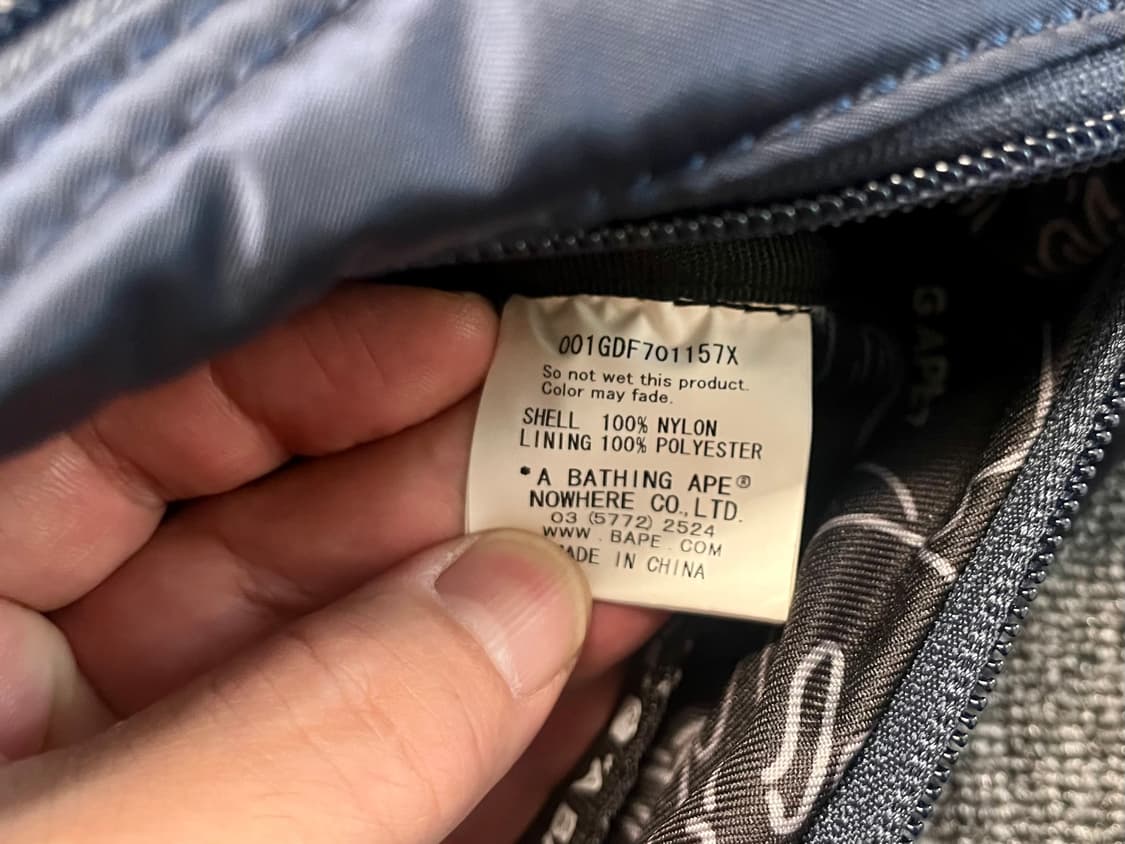 001GDF701157X
So not wet this product.
Color may fade.
SHELL 100% NYLON
LINING 100% POLYESTER
*A BATHING APE®
NOWHERE CO.,LTD.
03 (5772) 2524
WWW . BAPE . COM
MADE IN CHINA